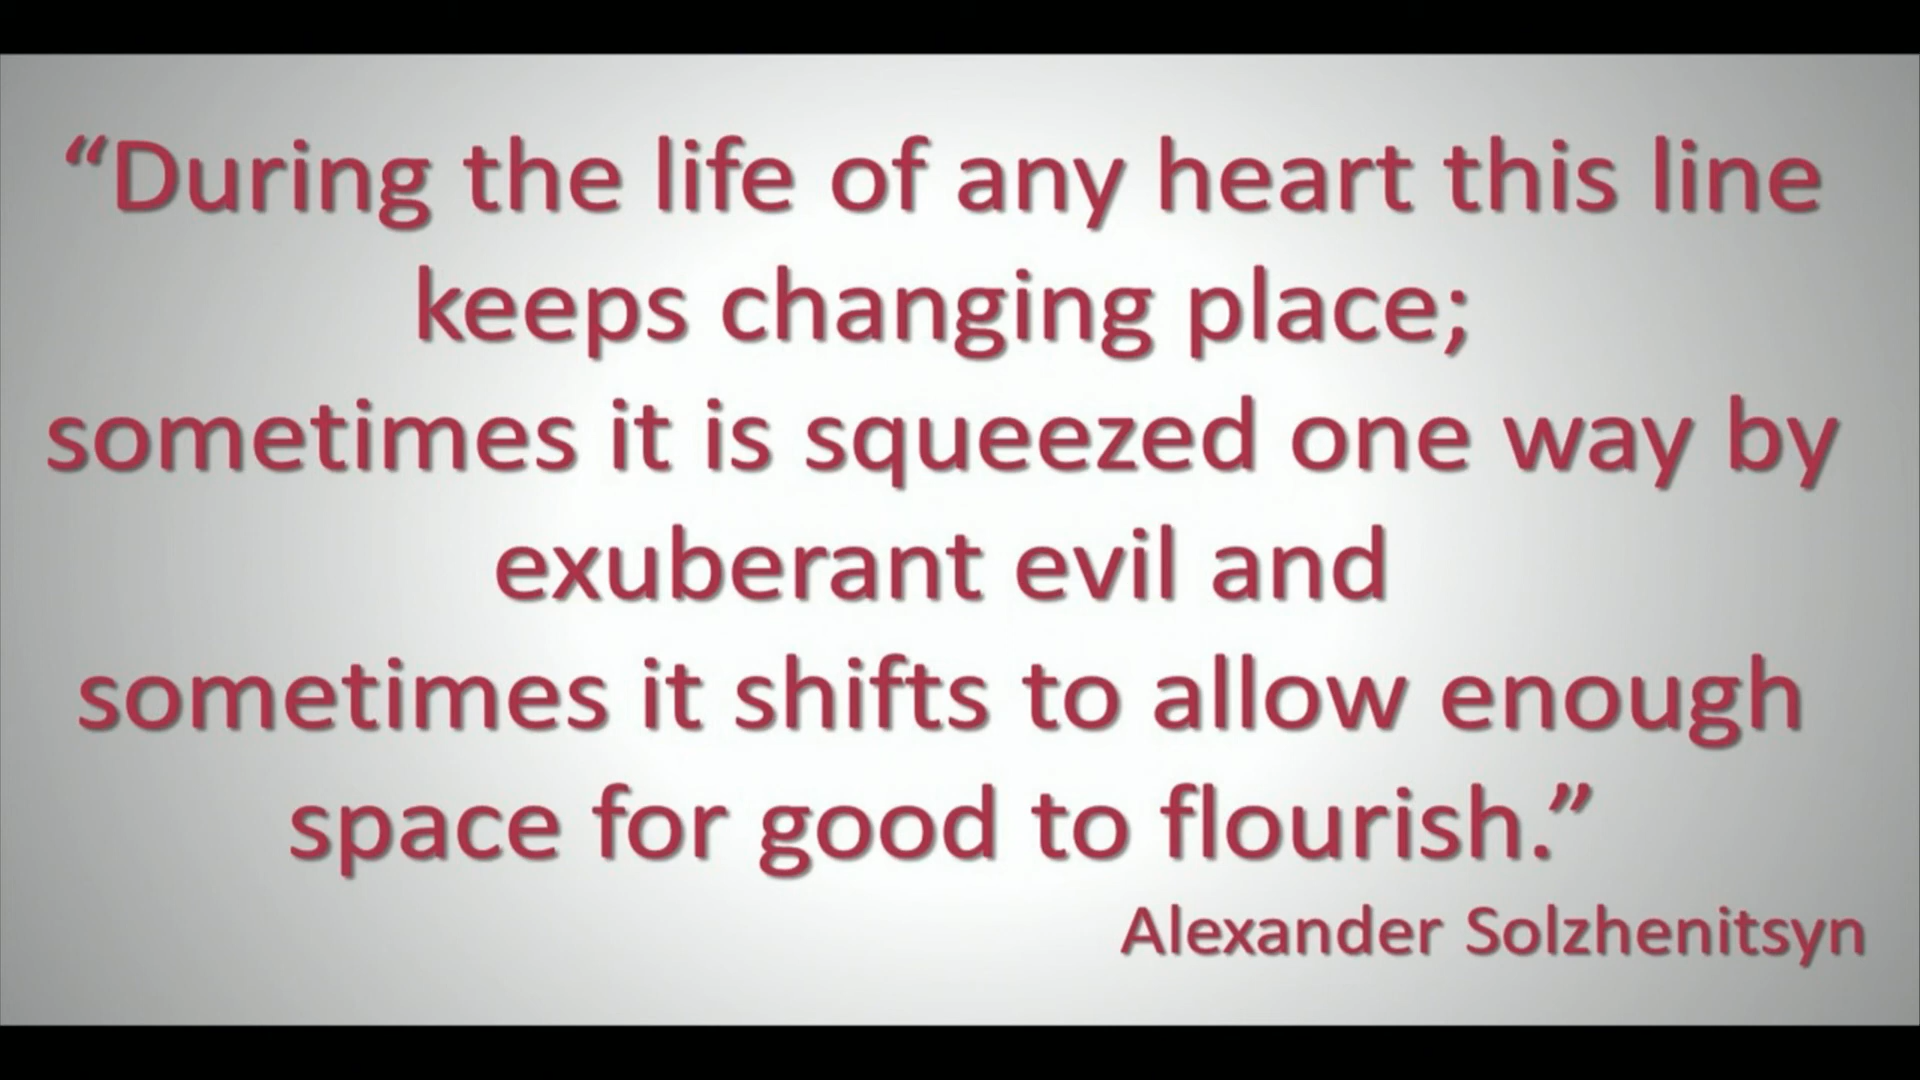 “During the life of any heart this line
keeps changing place;
sometimes it is squeezed one way by
exuberant evil and
sometimes it shifts to allow enough
space for good to flourish.”
Alexander Solzhenitsyn